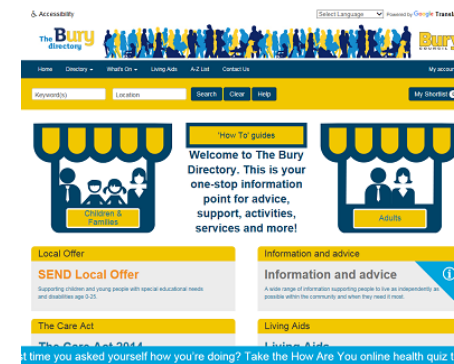 Accessibility
Select Language
Powered by Google Transl
The Bury directory
Bury
COUNCIL
Home Directory What's On Living Aids A-Z List Contact Us My accou
Keyword(s) Location Search Clear Help My Shortlist
'How To' guides
Welcome to The Bury
Directory. This is your
one-stop information
point for advice,
support, activities,
services and more!
Children &
Families
Adults
Local Offer
SEND Local Offer
Supporting children and young people with special educational needs
and disabilities age 0-25.
Information and advice
Information and advice
A wide range of information supporting people to live as independently as
possible within the community and when they need it most.
The Care Act
The Care Act 2014
Living Aids
Living Aids
st time you asked yourself how you're doing? Take the How Are You online health quiz t